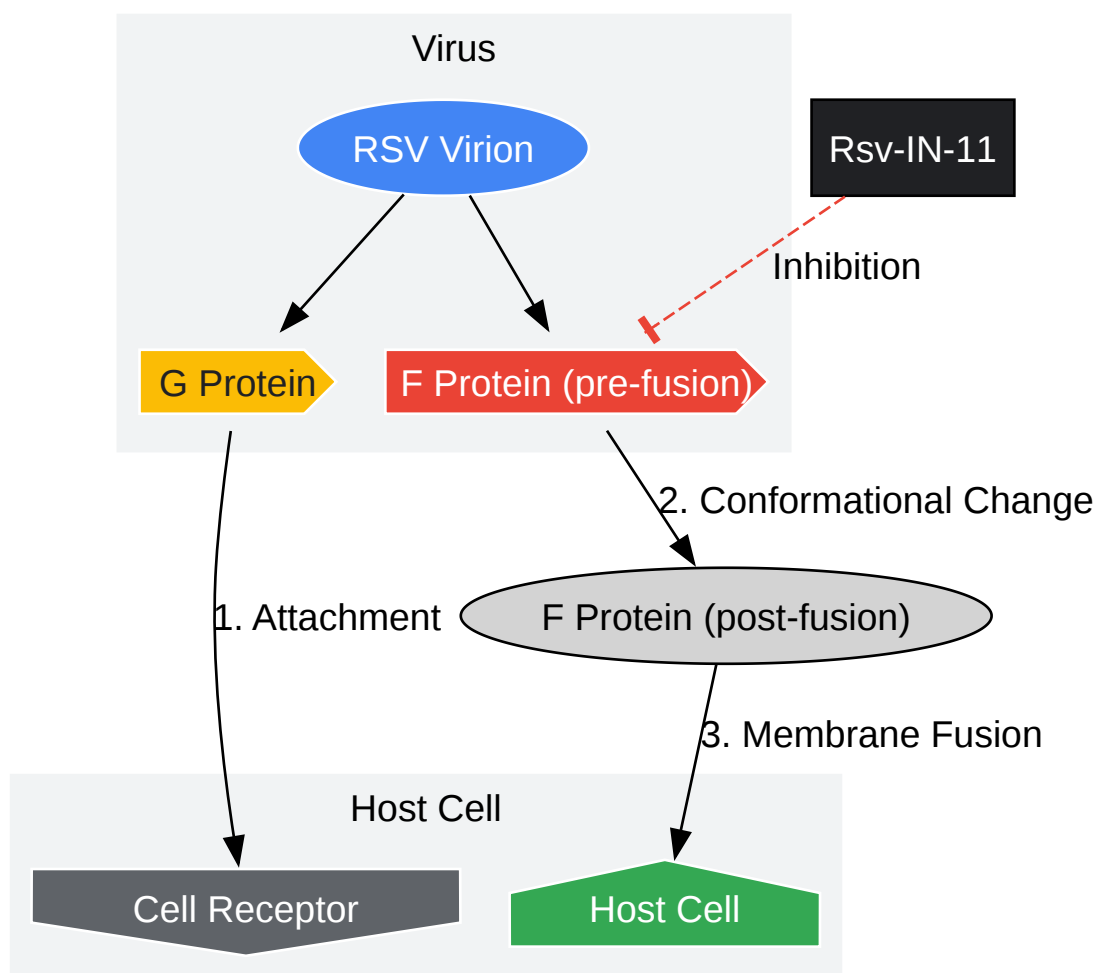 Virus
RSV Virion
Rsv-IN-11
Inhibition
G Protein
F Protein (pre-fusion)
2. Conformational Change
1. Attachment
F Protein (post-fusion)
3. Membrane Fusion
Host Cell
Cell Receptor
Host Cell